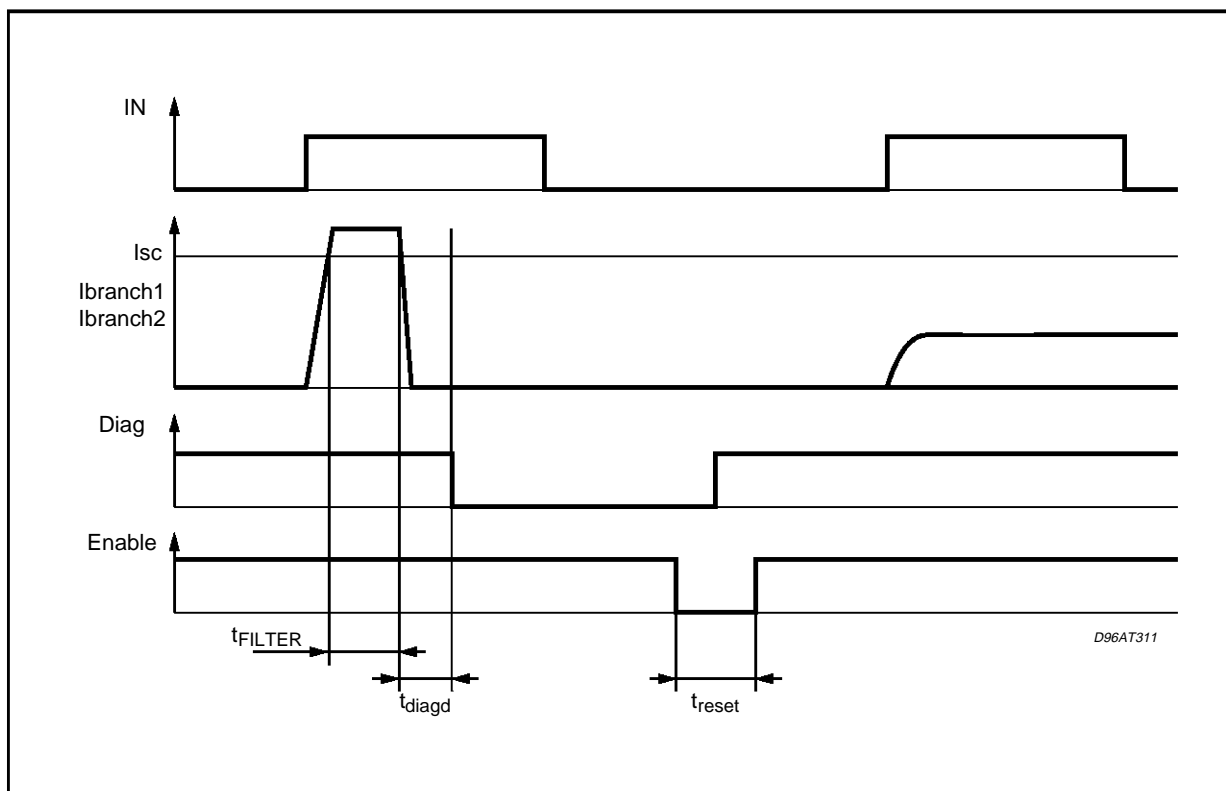 IN
Isc
Ibranch1
Ibranch2
Diag
Enable
tFILTER
D96AT311
tdiagd
treset